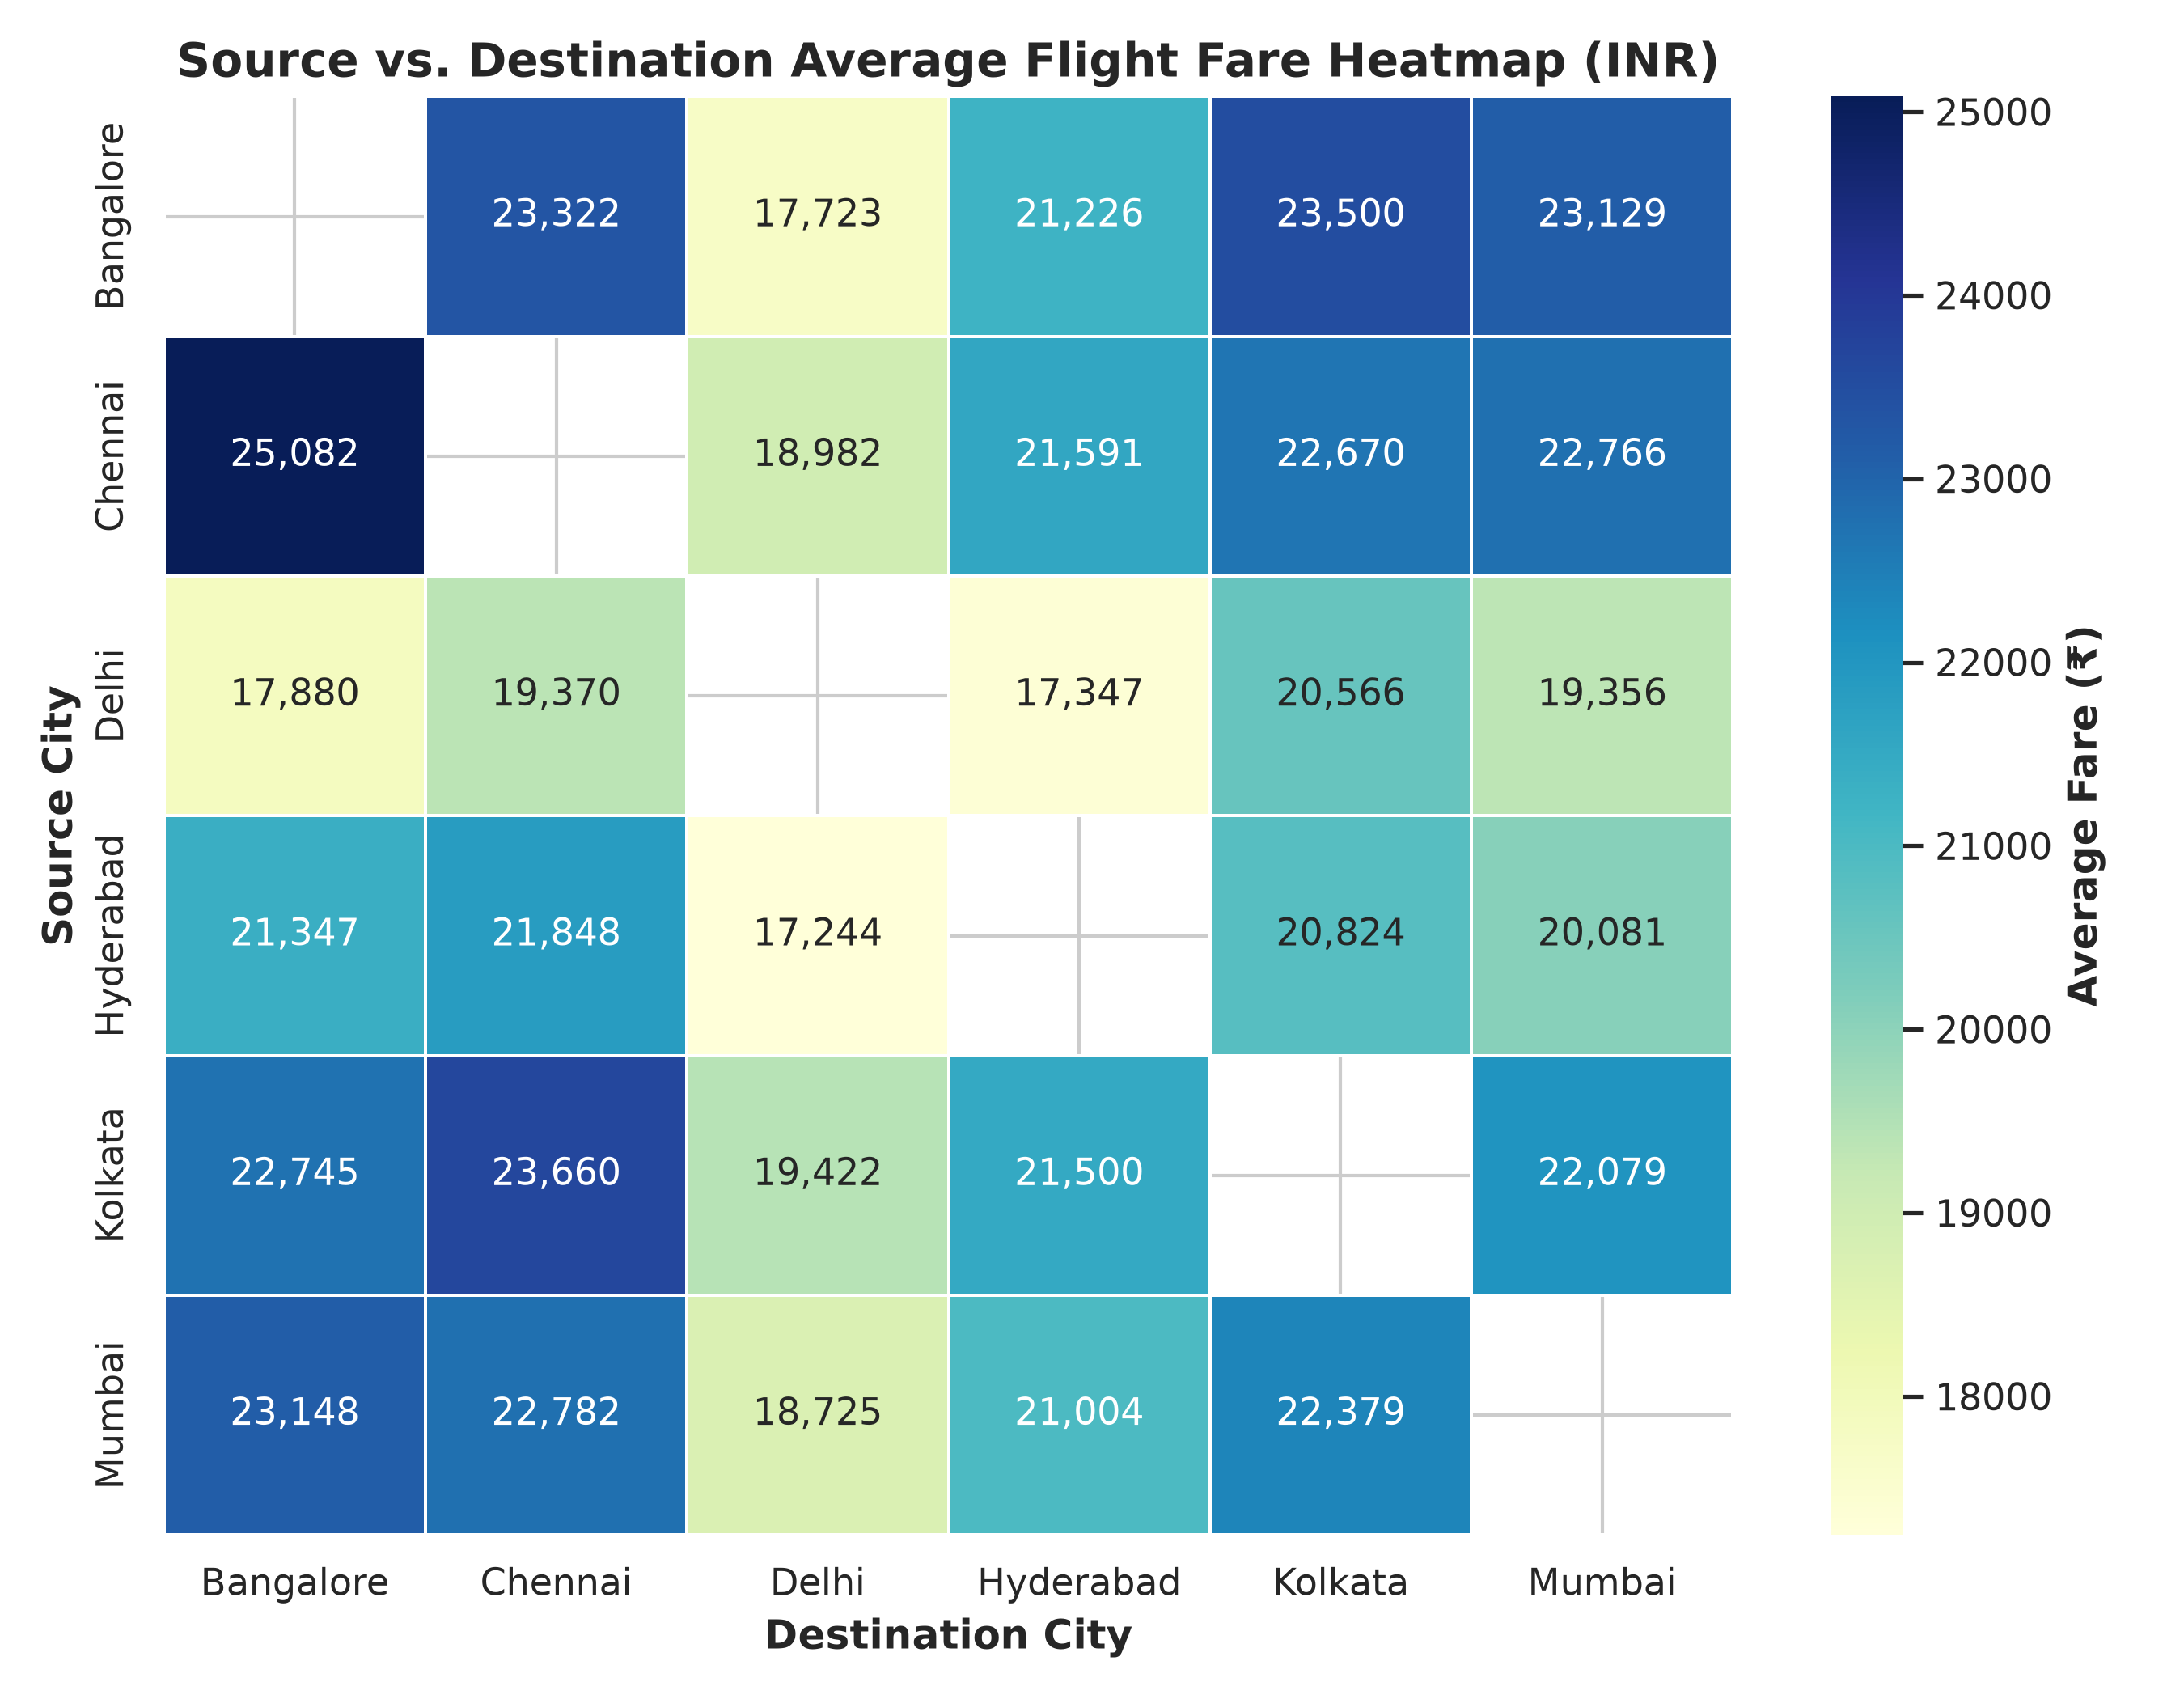 Source vs. Destination Average Flight Fare Heatmap (INR)
Source City
Bangalore
23,322
17,723
21,226
23,500
23,129
Chennai
25,082
18,982
21,591
22,670
22,766
Delhi
17,880
19,370
17,347
20,566
19,356
Hyderabad
21,347
21,848
17,244
20,824
20,081
Kolkata
22,745
23,660
19,422
21,500
22,079
Mumbai
23,148
22,782
18,725
21,004
22,379
Bangalore
Chennai
Delhi
Hyderabad
Kolkata
Mumbai
Destination City
25000
24000
23000
22000
21000
20000
19000
18000
Average Fare (₹)